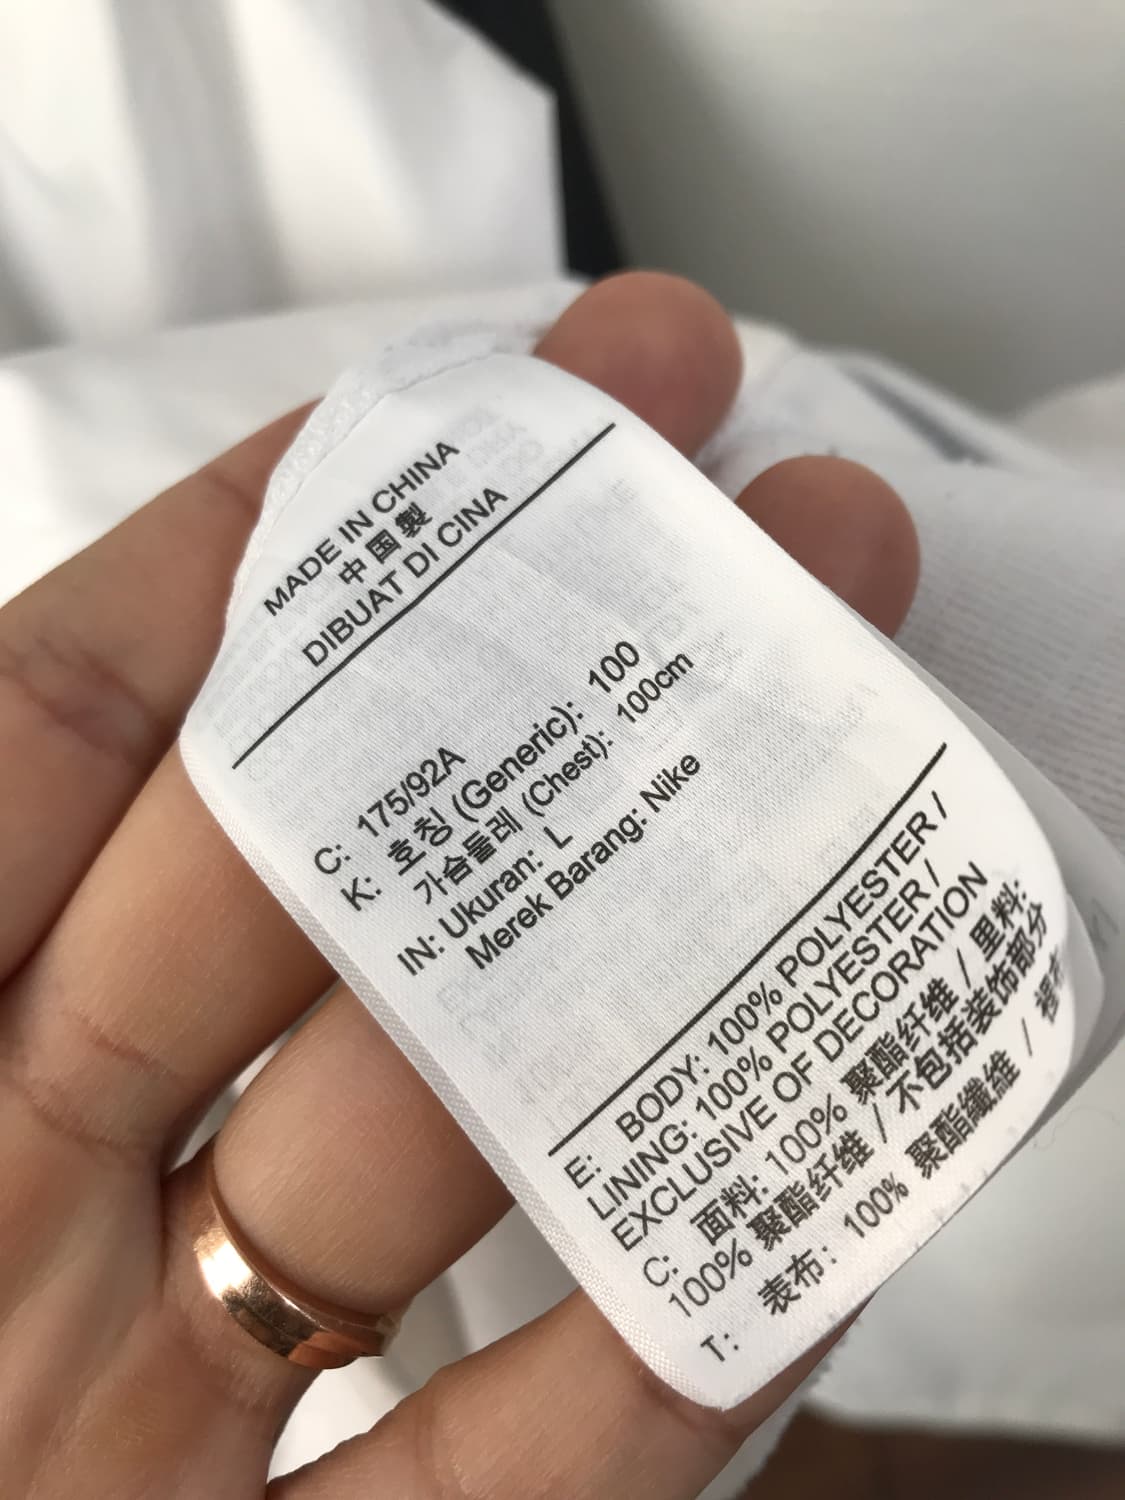 MADE IN CHINA
中国製
DIBUAT DI CINA
C: 175/92A
K: 호칭 (Generic): 100
가슴둘레 (Chest): 100cm
IN: Ukuran: L
Merek Barang: Nike
E: BODY: 100% POLYESTER /
LINING: 100% POLYESTER /
EXCLUSIVE OF DECORATION
C: 面料: 100% 聚酯纤维 / 里料:
100% 聚酯纤维 / 不包括装饰部分
T: 表布: 100% 聚酯纖維 / 裡布